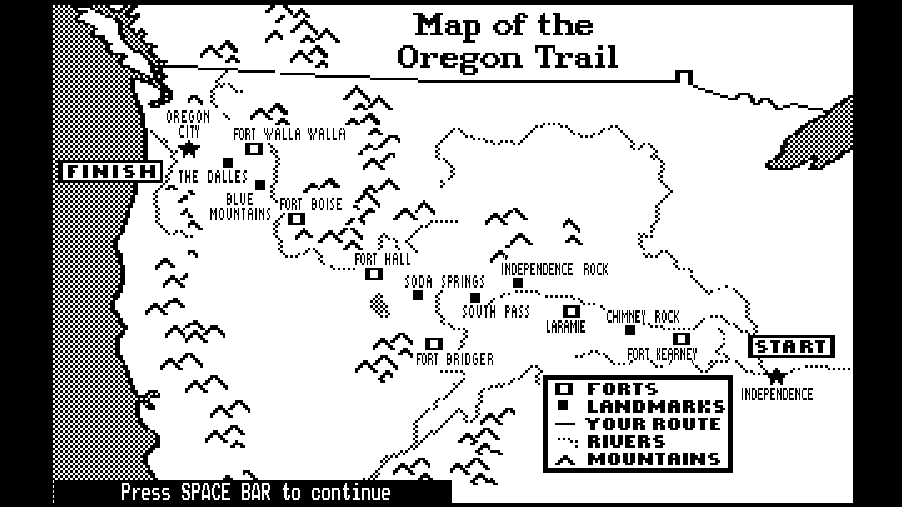 Map of the
Oregon Trail
OREGON
CITY
FORT WALLA WALLA
FINISH
THE DALLES
BLUE
MOUNTAINS
FORT BOISE
FORT HALL
SODA SPRINGS
INDEPENDENCE ROCK
SOUTH PASS
LARAMIE
CHIMNEY ROCK
FORT KEARNEY
FORT BRIDGER
START
INDEPENDENCE
FORTS
LANDMARKS
YOUR ROUTE
RIVERS
MOUNTAINS
Press SPACE BAR to continue